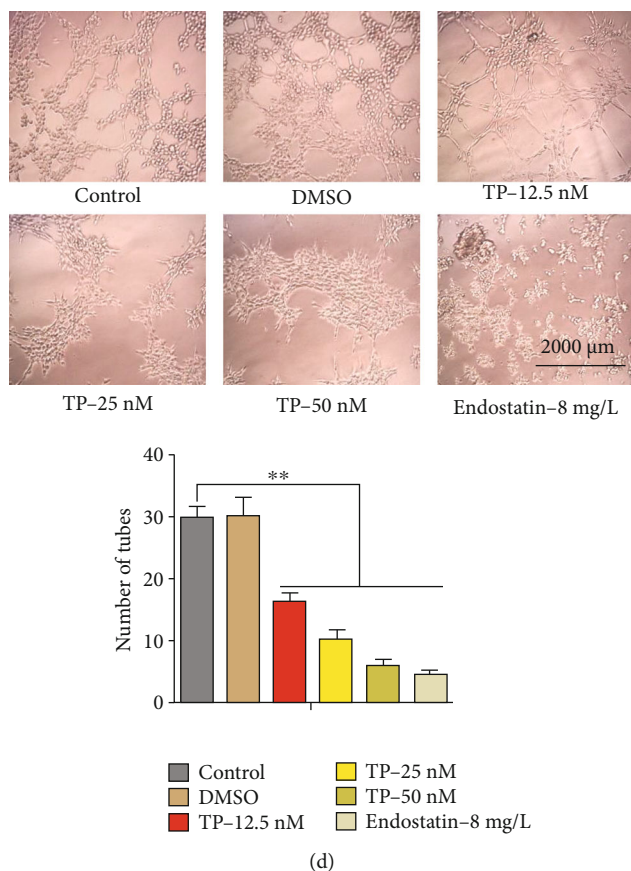 Control DMSO TP–12.5 nM
2000 μm
TP–25 nM TP–50 nM Endostatin–8 mg/L
40
**
30
20
10
0
Number of tubes
Control TP–25 nM
DMSO TP–50 nM
TP–12.5 nM Endostatin–8 mg/L
(d)